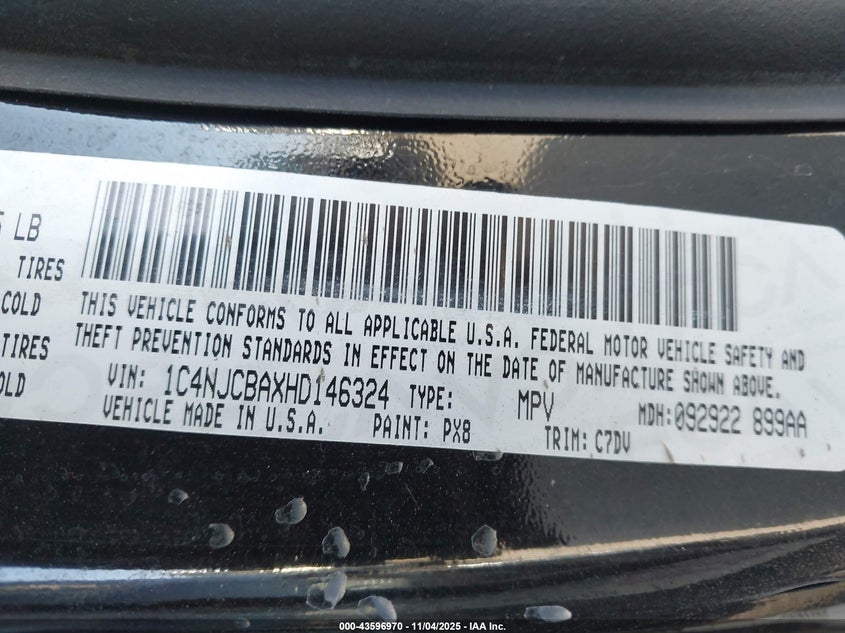 5 LB
TIRES
COLD
TIRES
OLD
THIS VEHICLE CONFORMS TO ALL APPLICABLE U.S.A. FEDERAL MOTOR VEHICLE SAFETY AND
THEFT PREVENTION STANDARDS IN EFFECT ON THE DATE OF MANUFACTURE SHOWN ABOVE.
VIN: 1C4NJCBAXHD146324 TYPE: MPV MDH:092922 899AA
VEHICLE MADE IN U.S.A. PAINT: PX8 TRIM: C7DV
000-43596970 - 11/04/2025 - IAA Inc.